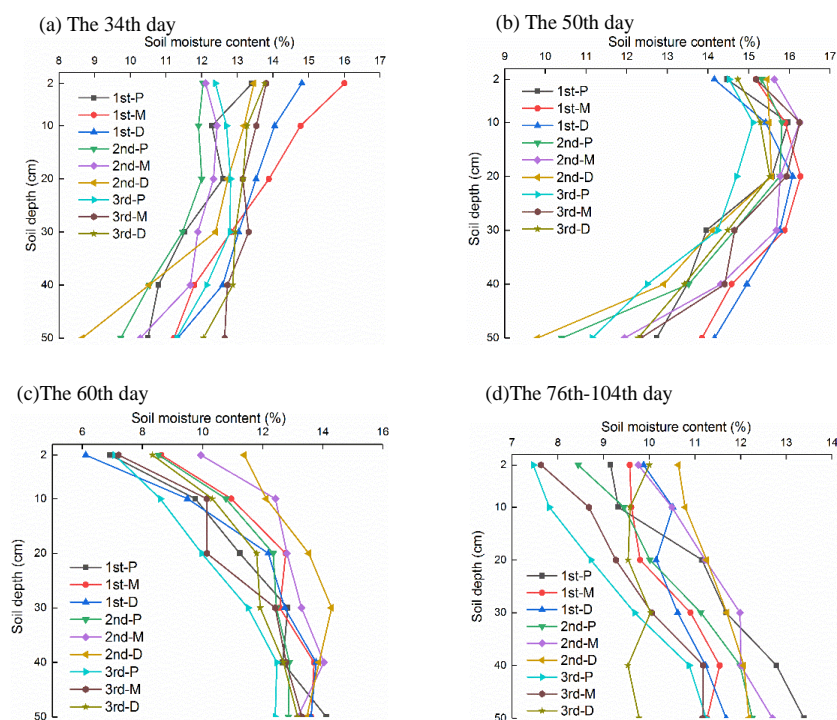 (a) The 34th day
Soil moisture content (%)
8 9 10 11 12 13 14 15 16 17
2
10
20
30
40
50
Soil depth (cm)
1st-P
1st-M
1st-D
2nd-P
2nd-M
2nd-D
3rd-P
3rd-M
3rd-D
(b) The 50th day
Soil moisture content (%)
9 10 11 12 13 14 15 16 17
2
10
20
30
40
50
Soil depth (cm)
1st-P
1st-M
1st-D
2nd-P
2nd-M
2nd-D
3rd-P
3rd-M
3rd-D
(c)The 60th day
Soil moisture content (%)
6 8 10 12 14 16
2
10
20
30
40
50
Soil depth (cm)
1st-P
1st-M
1st-D
2nd-P
2nd-M
2nd-D
3rd-P
3rd-M
3rd-D
(d)The 76th-104th day
Soil moisture content (%)
7 8 9 10 11 12 13 14
2
10
20
30
40
50
Soil depth (cm)
1st-P
1st-M
1st-D
2nd-P
2nd-M
2nd-D
3rd-P
3rd-M
3rd-D